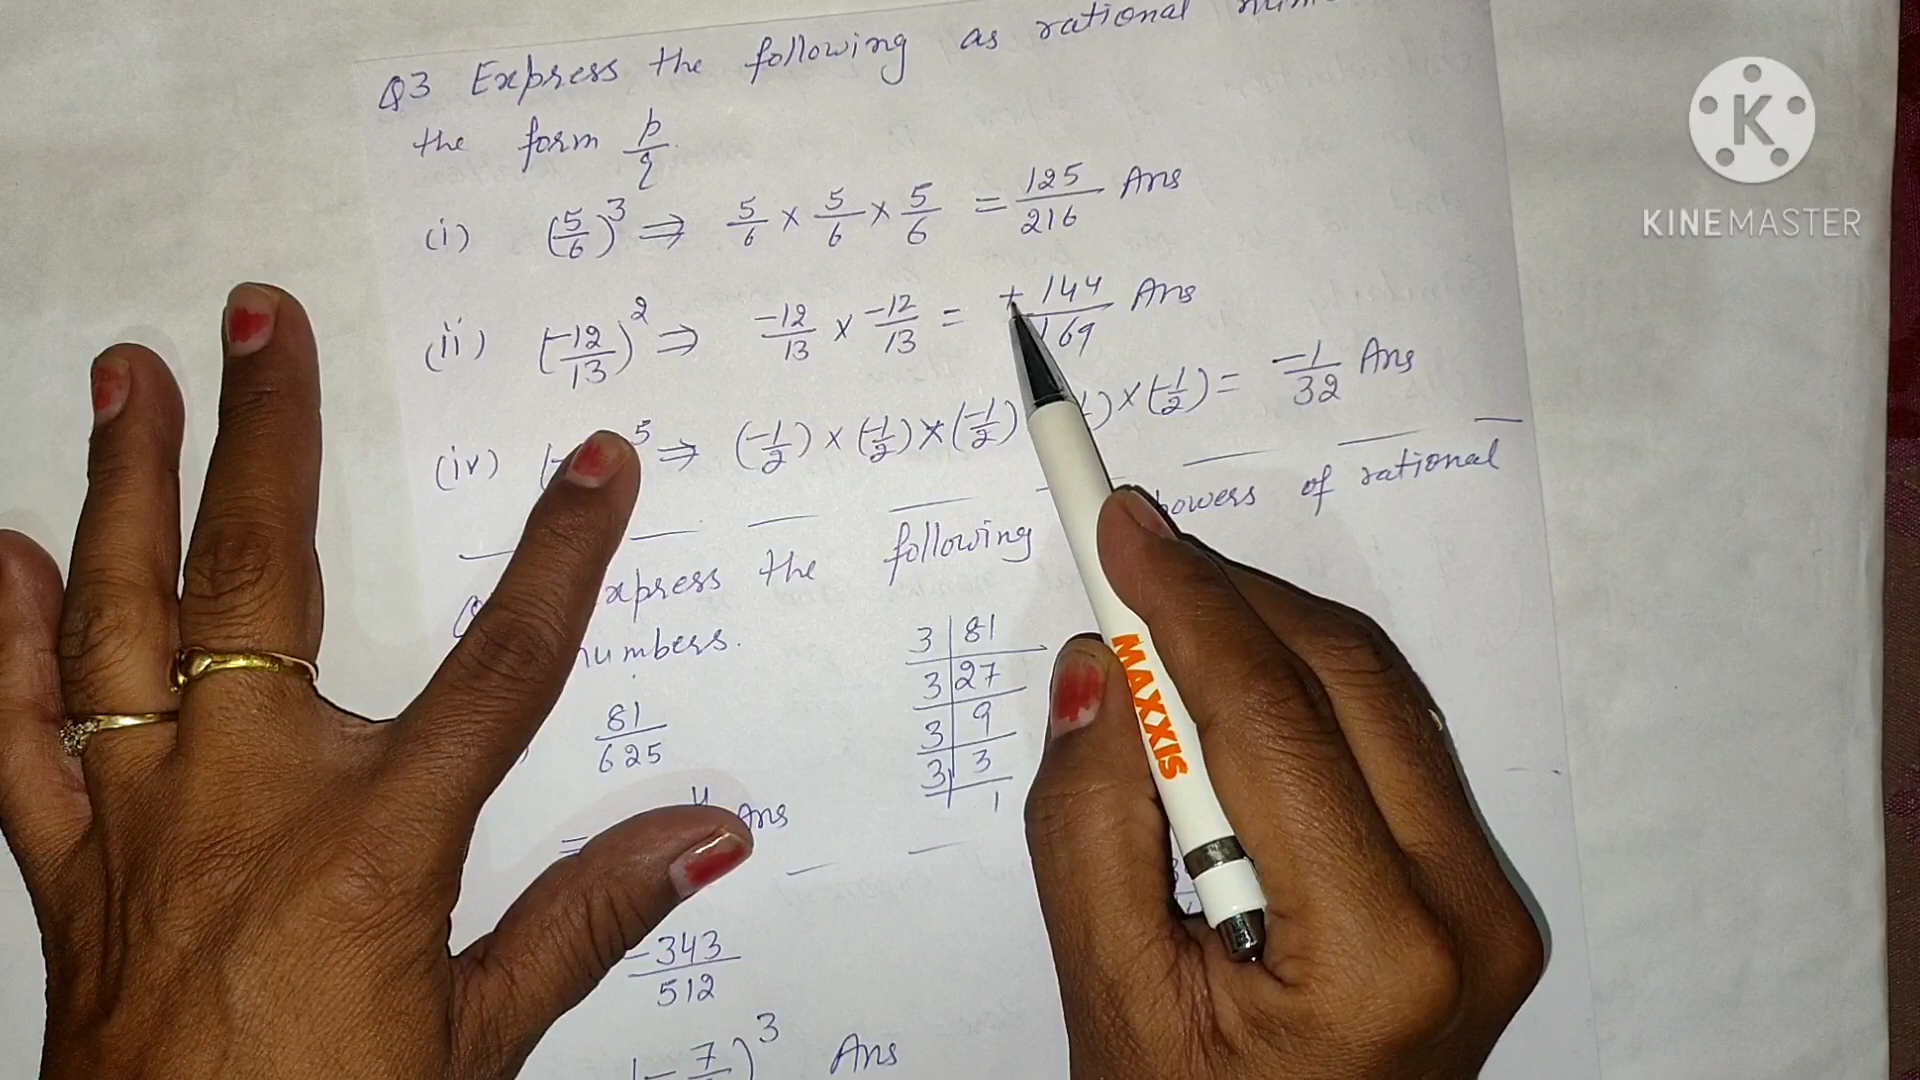 Q3 Express the following as rational
the form p/q.
(i) (5/6)^3 ⇒ 5/6 × 5/6 × 5/6 = 125/216 Ans
(ii) (-12/13)^2 ⇒ -12/13 × -12/13 = +144/169 Ans
(iv) 5 ⇒ (-1/2) × (-1/2) × (-1/2) × (-1/2) = -1/32 Ans
the following powers of rational
numbers.
81/625
3 | 81
3 | 27
3 | 9
3 | 3
1
= 4 Ans
-343/512
(-7/ )^3 Ans
K
KINEMASTER
MAXXIS